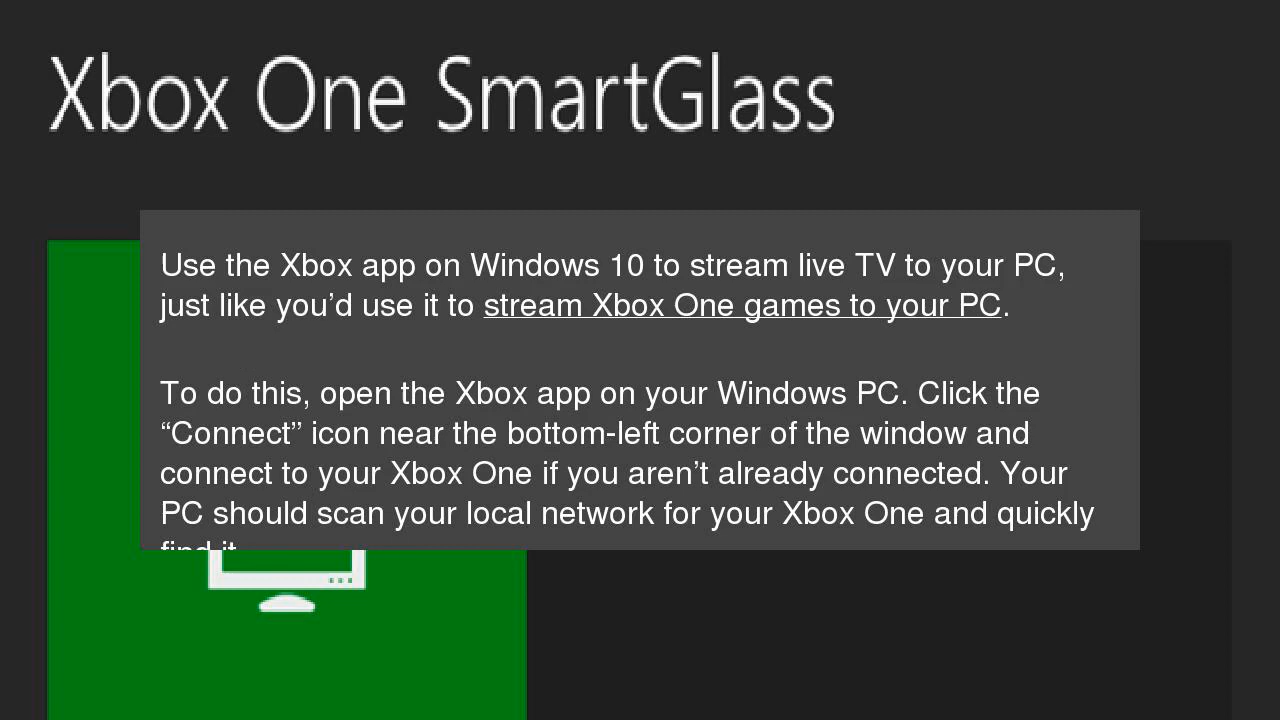 Xbox One SmartGlass
Use the Xbox app on Windows 10 to stream live TV to your PC,
just like you’d use it to stream Xbox One games to your PC.
To do this, open the Xbox app on your Windows PC. Click the
“Connect” icon near the bottom-left corner of the window and
connect to your Xbox One if you aren’t already connected. Your
PC should scan your local network for your Xbox One and quickly
find it.